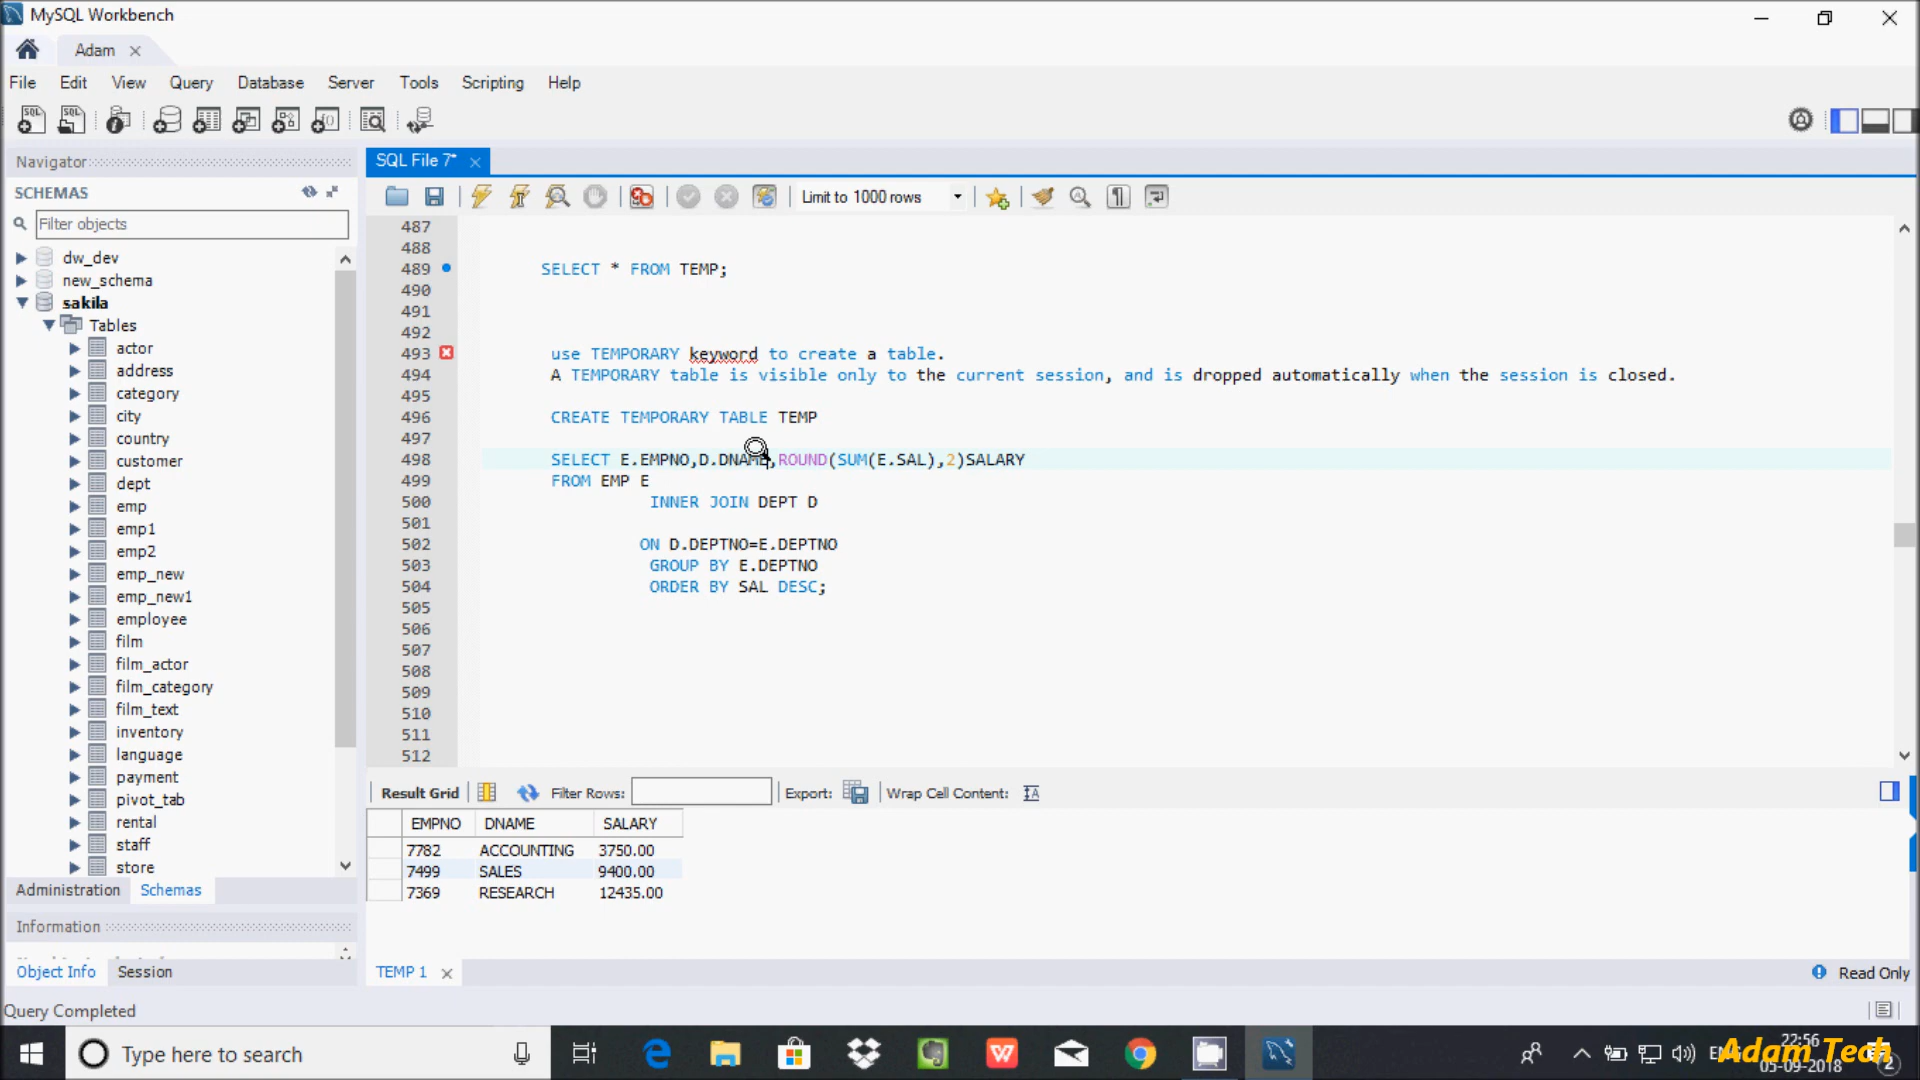 MySQL Workbench
Adam
File Edit View Query Database Server Tools Scripting Help
Navigator
SQL File 7*
SCHEMAS
Limit to 1000 rows
Filter objects
dw_dev
new_schema
sakila
Tables
actor
address
category
city
country
customer
dept
emp
emp1
emp2
emp_new
emp_new1
employee
film
film_actor
film_category
film_text
inventory
language
payment
pivot_tab
rental
staff
store
Administration Schemas
Information
Object Info Session
487
488
489 SELECT * FROM TEMP;
490
491
492
493 use TEMPORARY keyword to create a table.
494 A TEMPORARY table is visible only to the current session, and is dropped automatically when the session is closed.
495
496 CREATE TEMPORARY TABLE TEMP
497
498 SELECT E.EMPNO,D.DNAME,ROUND(SUM(E.SAL),2)SALARY
499 FROM EMP E
500 INNER JOIN DEPT D
501
502 ON D.DEPTNO=E.DEPTNO
503 GROUP BY E.DEPTNO
504 ORDER BY SAL DESC;
505
506
507
508
509
510
511
512
Result Grid Filter Rows: Export: Wrap Cell Content:
EMPNO DNAME SALARY
7782 ACCOUNTING 3750.00
7499 SALES 9400.00
7369 RESEARCH 12435.00
TEMP 1
Read Only
Query Completed
Type here to search
22:56
05-09-2018
Adam Tech
2